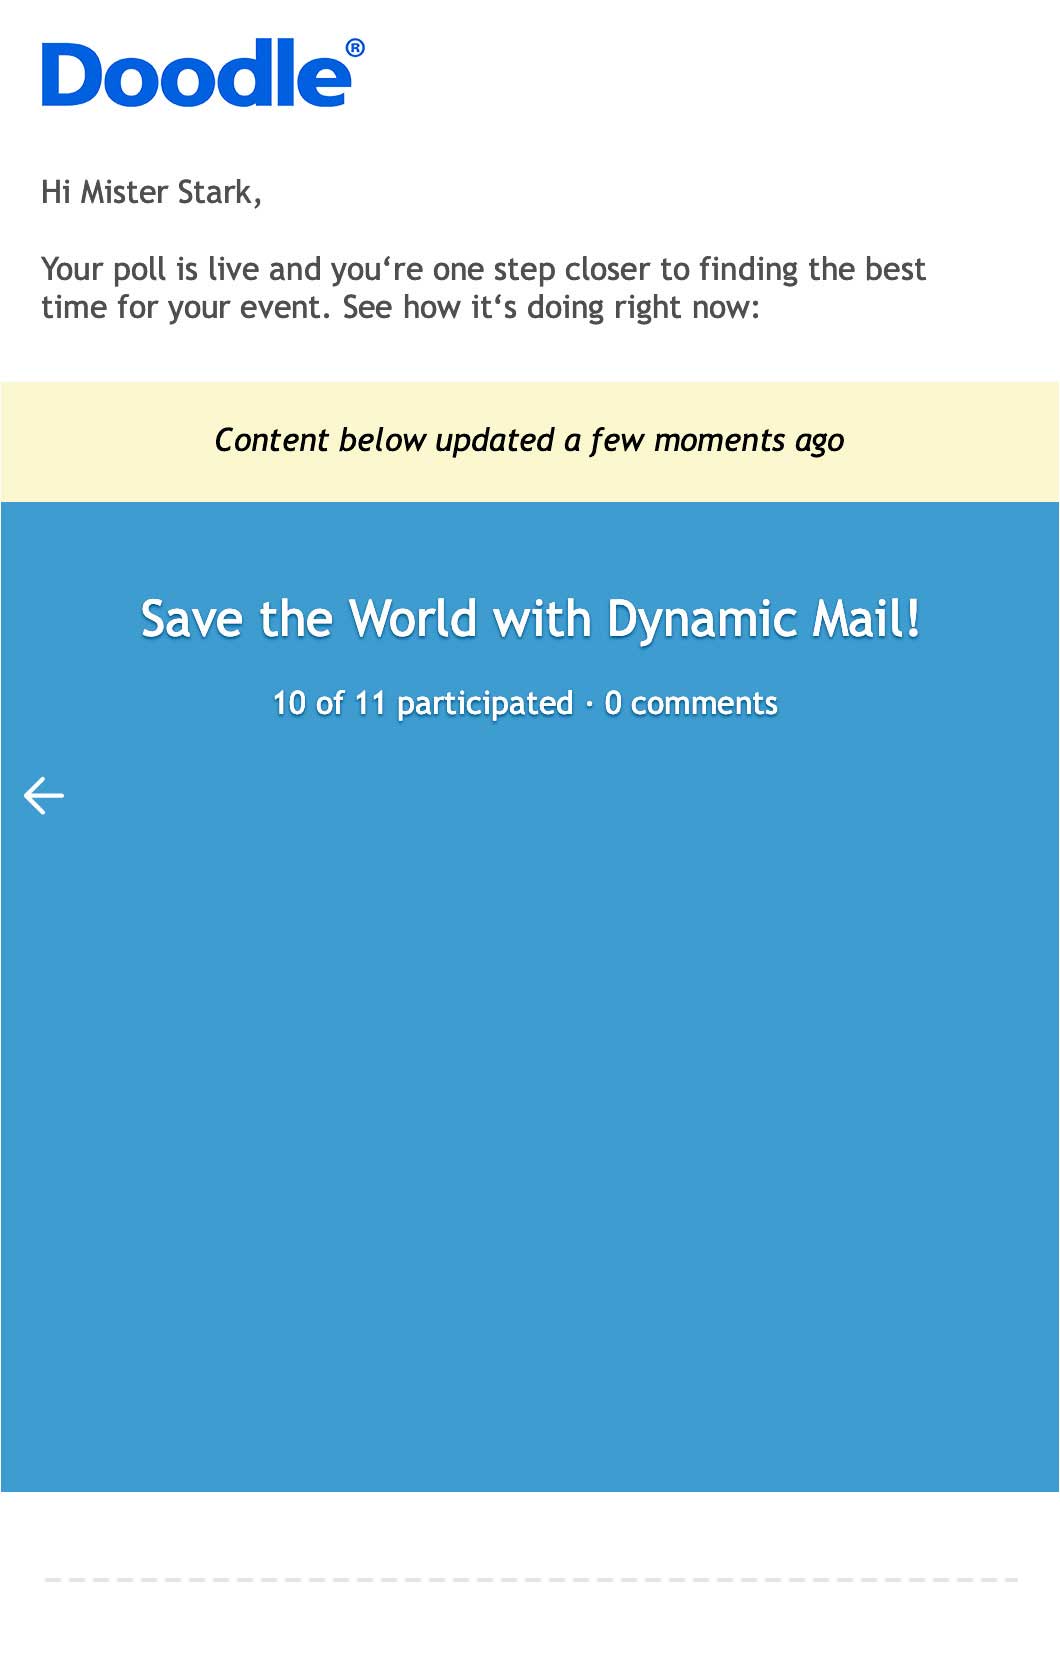 Doodle®
Hi Mister Stark,
Your poll is live and you‘re one step closer to finding the best
time for your event. See how it‘s doing right now:
Content below updated a few moments ago
Save the World with Dynamic Mail!
10 of 11 participated · 0 comments